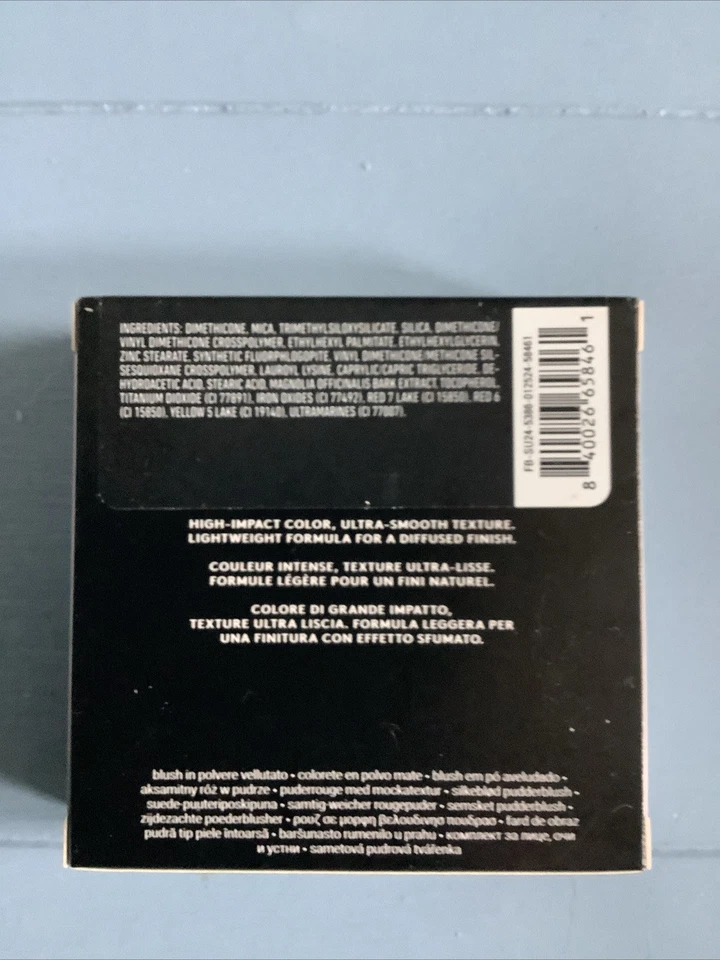 INGREDIENTS: DIMETHICONE, MICA, TRIMETHYLSILOXYSILICATE, SILICA, DIMETHICONE/
VINYL DIMETHICONE CROSSPOLYMER, ETHYLHEXYL PALMITATE, ETHYLHEXYLGLYCERIN,
ZINC STEARATE, SYNTHETIC FLUORPHLOGOPITE, VINYL DIMETHICONE/METHICONE SIL-
SESQUIOXANE CROSSPOLYMER, LAUROYL LYSINE, CAPRYLIC/CAPRIC TRIGLYCERIDE, DE-
HYDROACETIC ACID, STEARIC ACID, MAGNOLIA OFFICINALIS BARK EXTRACT, TOCOPHEROL,
TITANIUM DIOXIDE (CI 77891), IRON OXIDES (CI 77492), RED 7 LAKE (CI 15850), RED 6
(CI 15850), YELLOW 5 LAKE (CI 19140), ULTRAMARINES (CI 77007).
FB-SU24-5386-012524-58461
8 40026 65846 1
HIGH-IMPACT COLOR, ULTRA-SMOOTH TEXTURE.
LIGHTWEIGHT FORMULA FOR A DIFFUSED FINISH.
COULEUR INTENSE, TEXTURE ULTRA-LISSE.
FORMULE LÉGÈRE POUR UN FINI NATUREL.
COLORE DI GRANDE IMPATTO,
TEXTURE ULTRA LISCIA. FORMULA LEGGERA PER
UNA FINITURA CON EFFETTO SFUMATO.
blush in polvere vellutato • colorete en polvo mate • blush em pó aveludado •
aksamitny róż w pudrze • puderrouge med mockatextur • silkeblød pudderblush •
suede-puuteriposkipuna • samtig-weicher rougepuder • semsket pudderblush •
zijdezachte poederblusher • ρουζ σε μορφη βελουδινησ πουδρασ • fard de obraz
pudră tip piele întoarsă • baršunasto rumenilo u prahu • комплект за лице, очи
и устни • sametová pudrová tvářenka